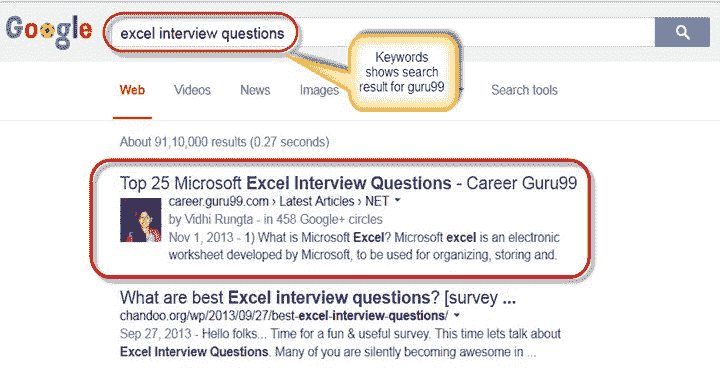 Google
excel interview questions
Keywords
shows search
result for guru99
Web Videos News Images Search tools
About 91,10,000 results (0.27 seconds)
Top 25 Microsoft Excel Interview Questions - Career Guru99
career.guru99.com › Latest Articles › NET
by Vidhi Rungta - in 458 Google+ circles
Nov 1, 2013 - 1) What is Microsoft Excel? Microsoft excel is an electronic
worksheet developed by Microsoft, to be used for organizing, storing and.
What are best Excel interview questions? [survey ...
chandoo.org/wp/2013/09/27/best-excel-interview-questions/
Sep 27, 2013 - Hello folks... Time for a fun & useful survey. This time lets talk about
Excel Interview Questions. Many of you are silently becoming awesome in ...